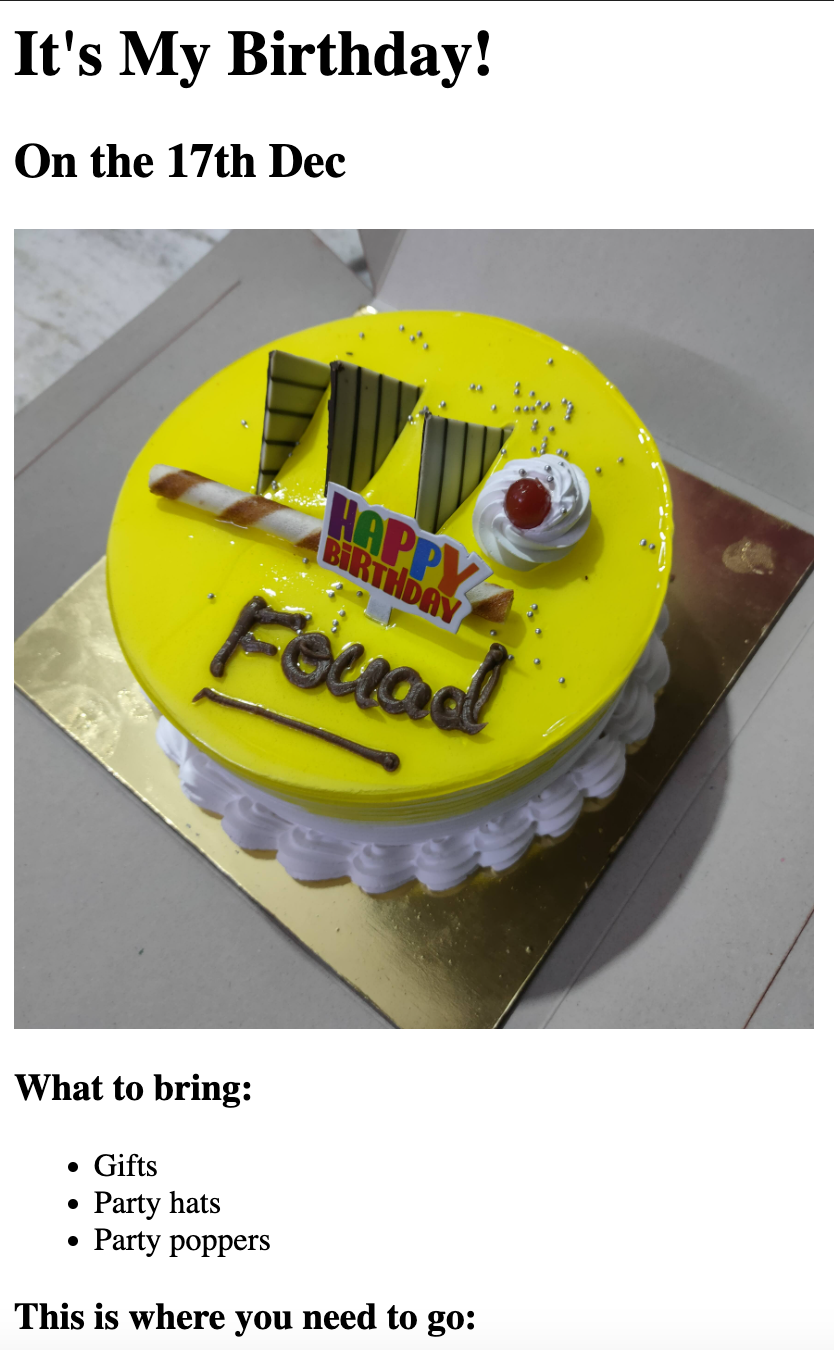 It's My Birthday!
On the 17th Dec
HAPPY
BiRTHDAY
Fouad
What to bring:
Gifts
Party hats
Party poppers
This is where you need to go: